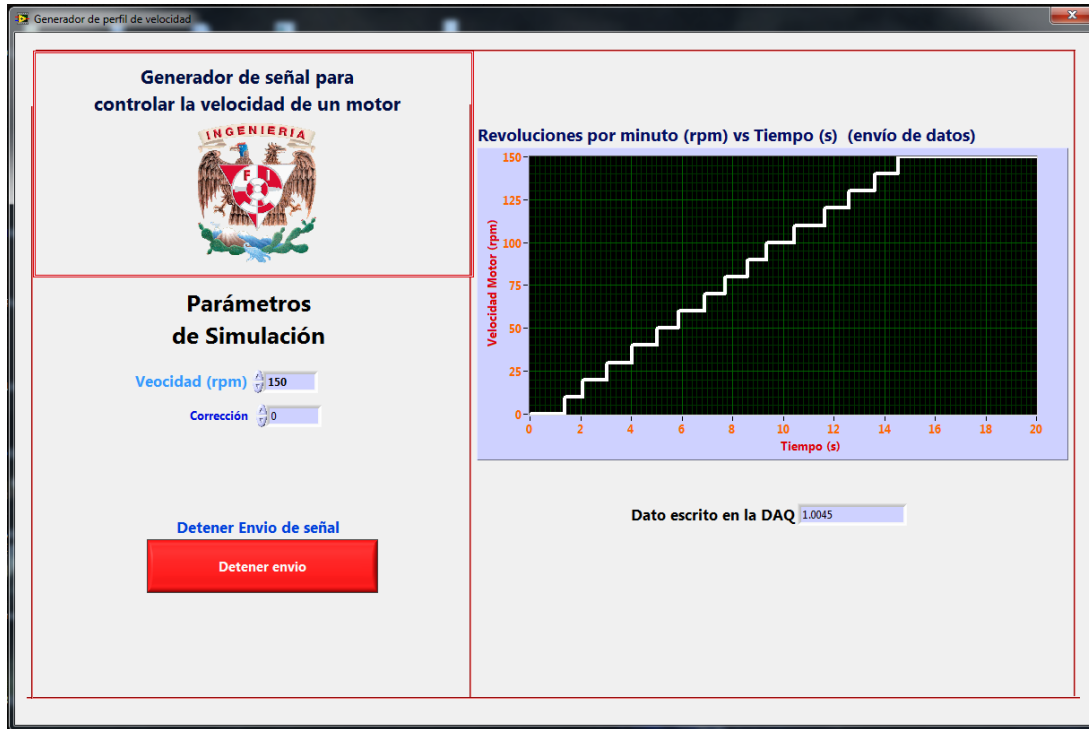 Generador de perfil de velocidad
x
Generador de señal para
controlar la velocidad de un motor
INGENIERIA
F I
Parámetros
de Simulación
Veocidad (rpm) 150
Corrección 0
Detener Envio de señal
Detener envio
Revoluciones por minuto (rpm) vs Tiempo (s) (envío de datos)
Velocidad Motor (rpm)
150
125
100
75
50
25
0
0 2 4 6 8 10 12 14 16 18 20
Tiempo (s)
Dato escrito en la DAQ 1.0045